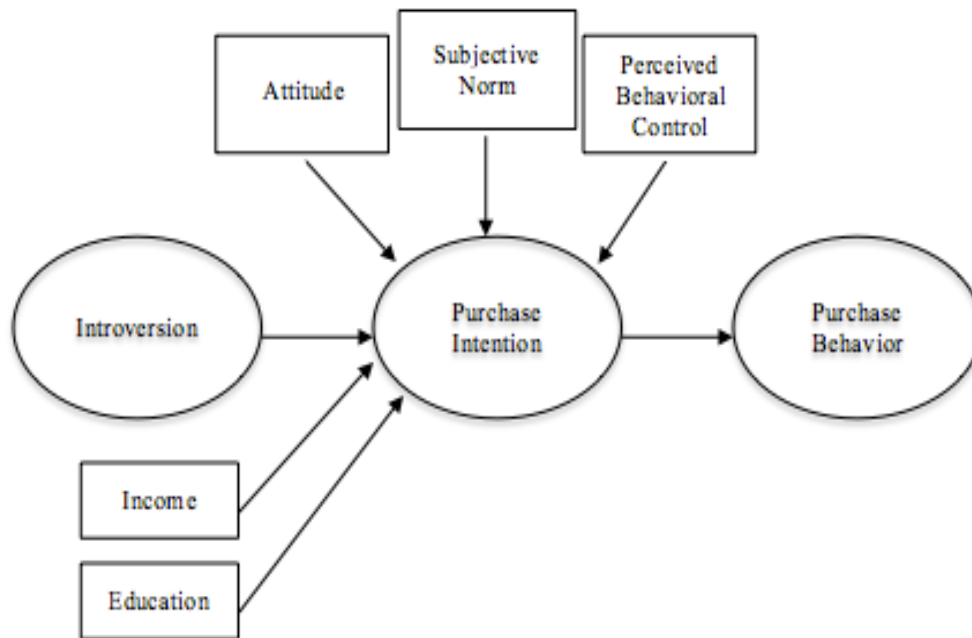 Attitude
Subjective
Norm
Perceived
Behavioral
Control
Introversion
Purchase
Intention
Purchase
Behavior
Income
Education